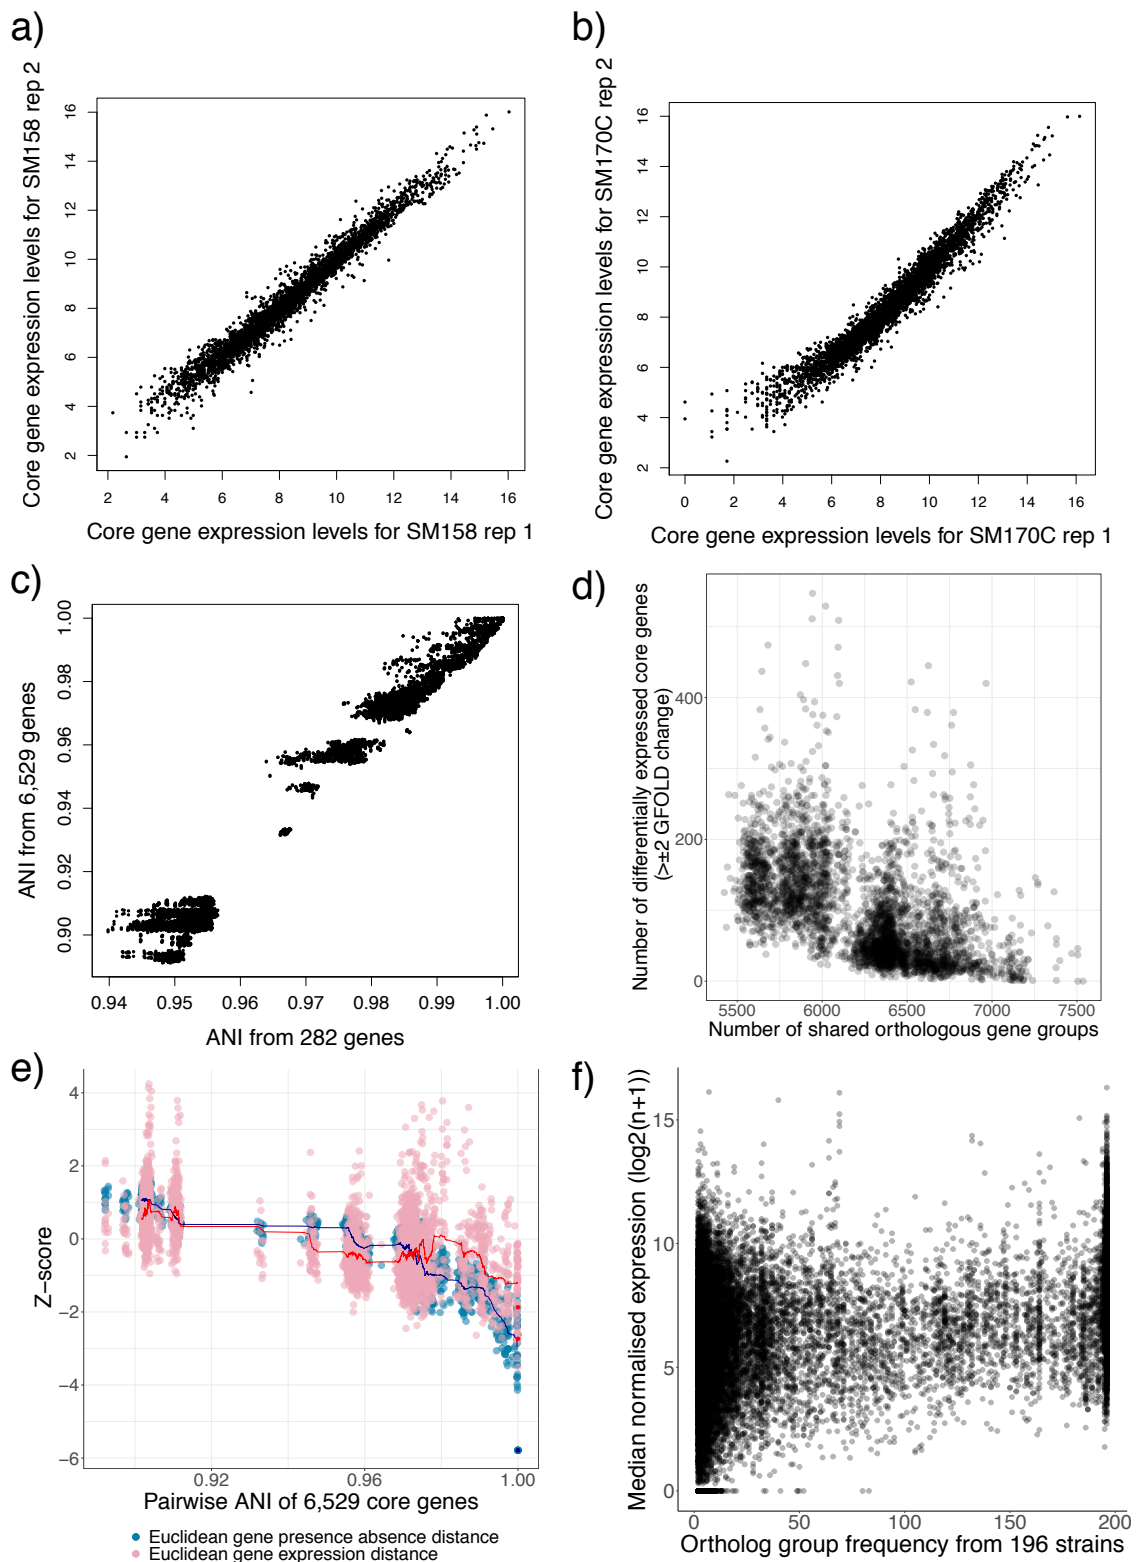 a)
Core gene expression levels for SM158 rep 2
16
14
12
10
8
6
4
2
2 4 6 8 10 12 14 16
Core gene expression levels for SM158 rep 1
b)
Core gene expression levels for SM170C rep 2
16
14
12
10
8
6
4
2
0 2 4 6 8 10 12 14 16
Core gene expression levels for SM170C rep 1
c)
ANI from 6,529 genes
1.00
0.98
0.96
0.94
0.92
0.90
0.94 0.95 0.96 0.97 0.98 0.99 1.00
ANI from 282 genes
d)
Number of differentially expressed core genes
(>±2 GFOLD change)
400
200
0
5500 6000 6500 7000 7500
Number of shared orthologous gene groups
e)
Z−score
4
2
0
−2
−4
−6
0.92 0.96 1.00
Pairwise ANI of 6,529 core genes
Euclidean gene presence absence distance
Euclidean gene expression distance
f)
Median normalised expression (log2(n+1))
15
10
5
0
0 50 100 150 200
Ortholog group frequency from 196 strains